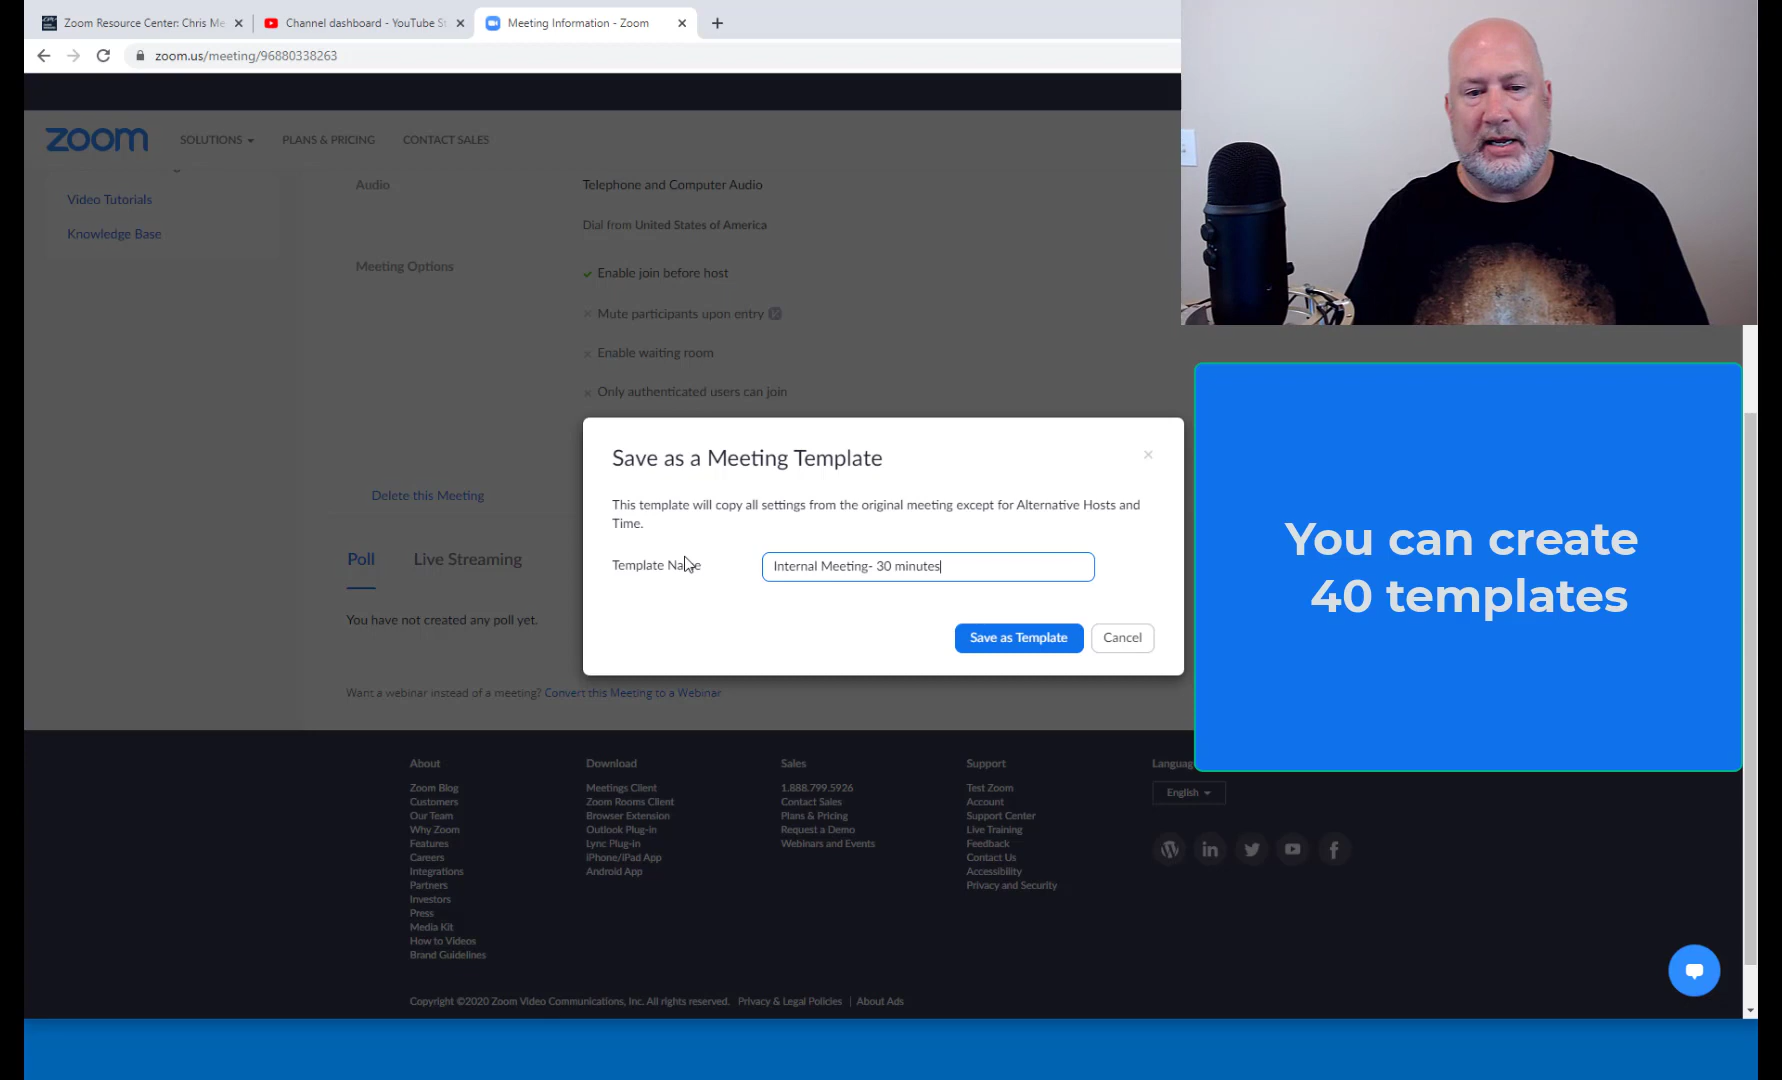 Zoom Resource Center: Chris Me
Channel dashboard - YouTube St
Meeting Information - Zoom
zoom.us/meeting/96880338263
zoom
SOLUTIONS
PLANS & PRICING
CONTACT SALES
Video Tutorials
Knowledge Base
Audio
Telephone and Computer Audio
Dial from United States of America
Meeting Options
Enable join before host
Mute participants upon entry
Enable waiting room
Only authenticated users can join
Delete this Meeting
Save as a Meeting Template
This template will copy all settings from the original meeting except for Alternative Hosts and
Time.
Template Name
Internal Meeting- 30 minutes
Save as Template
Cancel
Poll
Live Streaming
You have not created any poll yet.
Want a webinar instead of a meeting? Convert this Meeting to a Webinar
You can create
40 templates
About
Zoom Blog
Customers
Our Team
Why Zoom
Features
Careers
Integrations
Partners
Investors
Press
Media Kit
How to Videos
Brand Guidelines
Download
Meetings Client
Zoom Rooms Client
Browser Extension
Outlook Plug-in
Lync Plug-in
iPhone/iPad App
Android App
Sales
1.888.799.5926
Contact Sales
Plans & Pricing
Request a Demo
Webinars and Events
Support
Test Zoom
Account
Support Center
Live Training
Feedback
Contact Us
Accessibility
Privacy and Security
Languag
English
Copyright ©2020 Zoom Video Communications, Inc. All rights reserved. Privacy & Legal Policies | About Ads